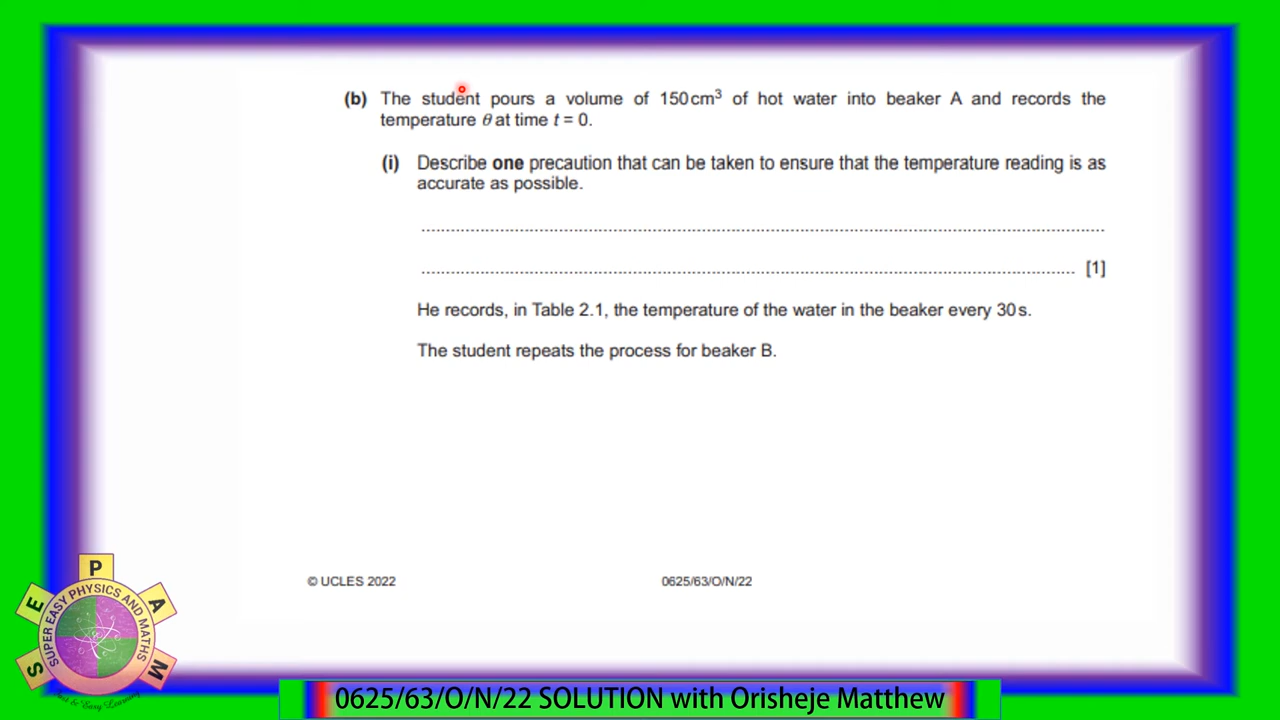 (b) The student pours a volume of 150 cm³ of hot water into beaker A and records the
temperature θ at time t = 0.
(i) Describe one precaution that can be taken to ensure that the temperature reading is as
accurate as possible.
[1]
He records, in Table 2.1, the temperature of the water in the beaker every 30 s.
The student repeats the process for beaker B.
© UCLES 2022
0625/63/O/N/22
S E P A M
SUPER EASY PHYSICS AND MATHS
0625/63/O/N/22 SOLUTION with Orisheje Matthew